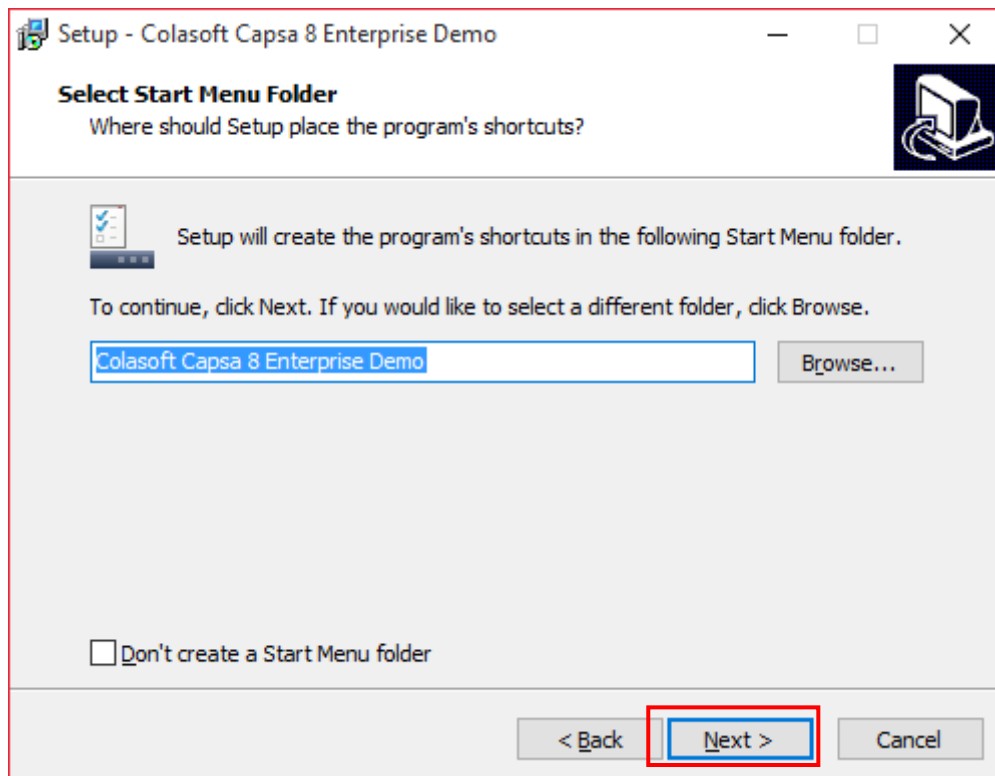 Setup - Colasoft Capsa 8 Enterprise Demo
Select Start Menu Folder
Where should Setup place the program's shortcuts?
Setup will create the program's shortcuts in the following Start Menu folder.
To continue, click Next. If you would like to select a different folder, click Browse.
Colasoft Capsa 8 Enterprise Demo
Browse...
Don't create a Start Menu folder
< Back
Next >
Cancel